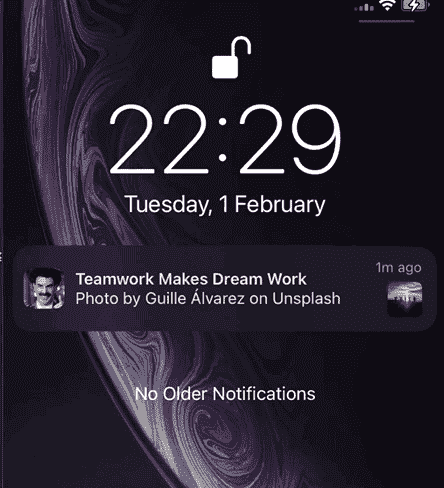 22:29
Tuesday, 1 February
1m ago
Teamwork Makes Dream Work
Photo by Guille Álvarez on Unsplash
No Older Notifications